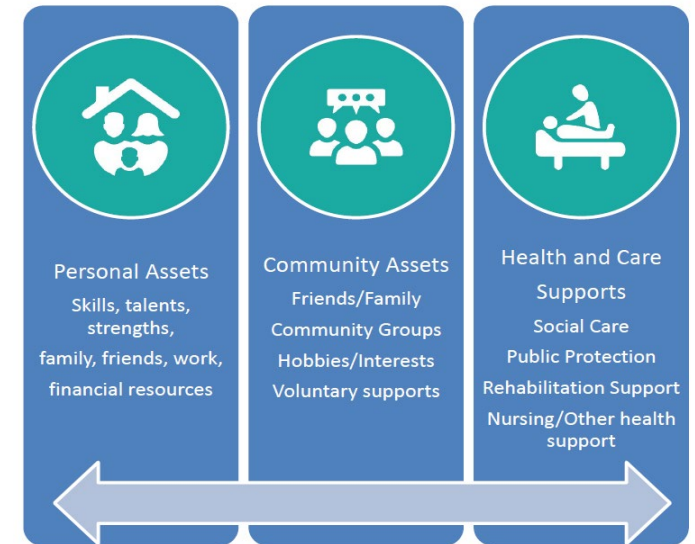 Personal Assets
Skills, talents,
strengths,
family, friends, work,
financial resources
Community Assets
Friends/Family
Community Groups
Hobbies/Interests
Voluntary supports
Health and Care
Supports
Social Care
Public Protection
Rehabilitation Support
Nursing/Other health
support